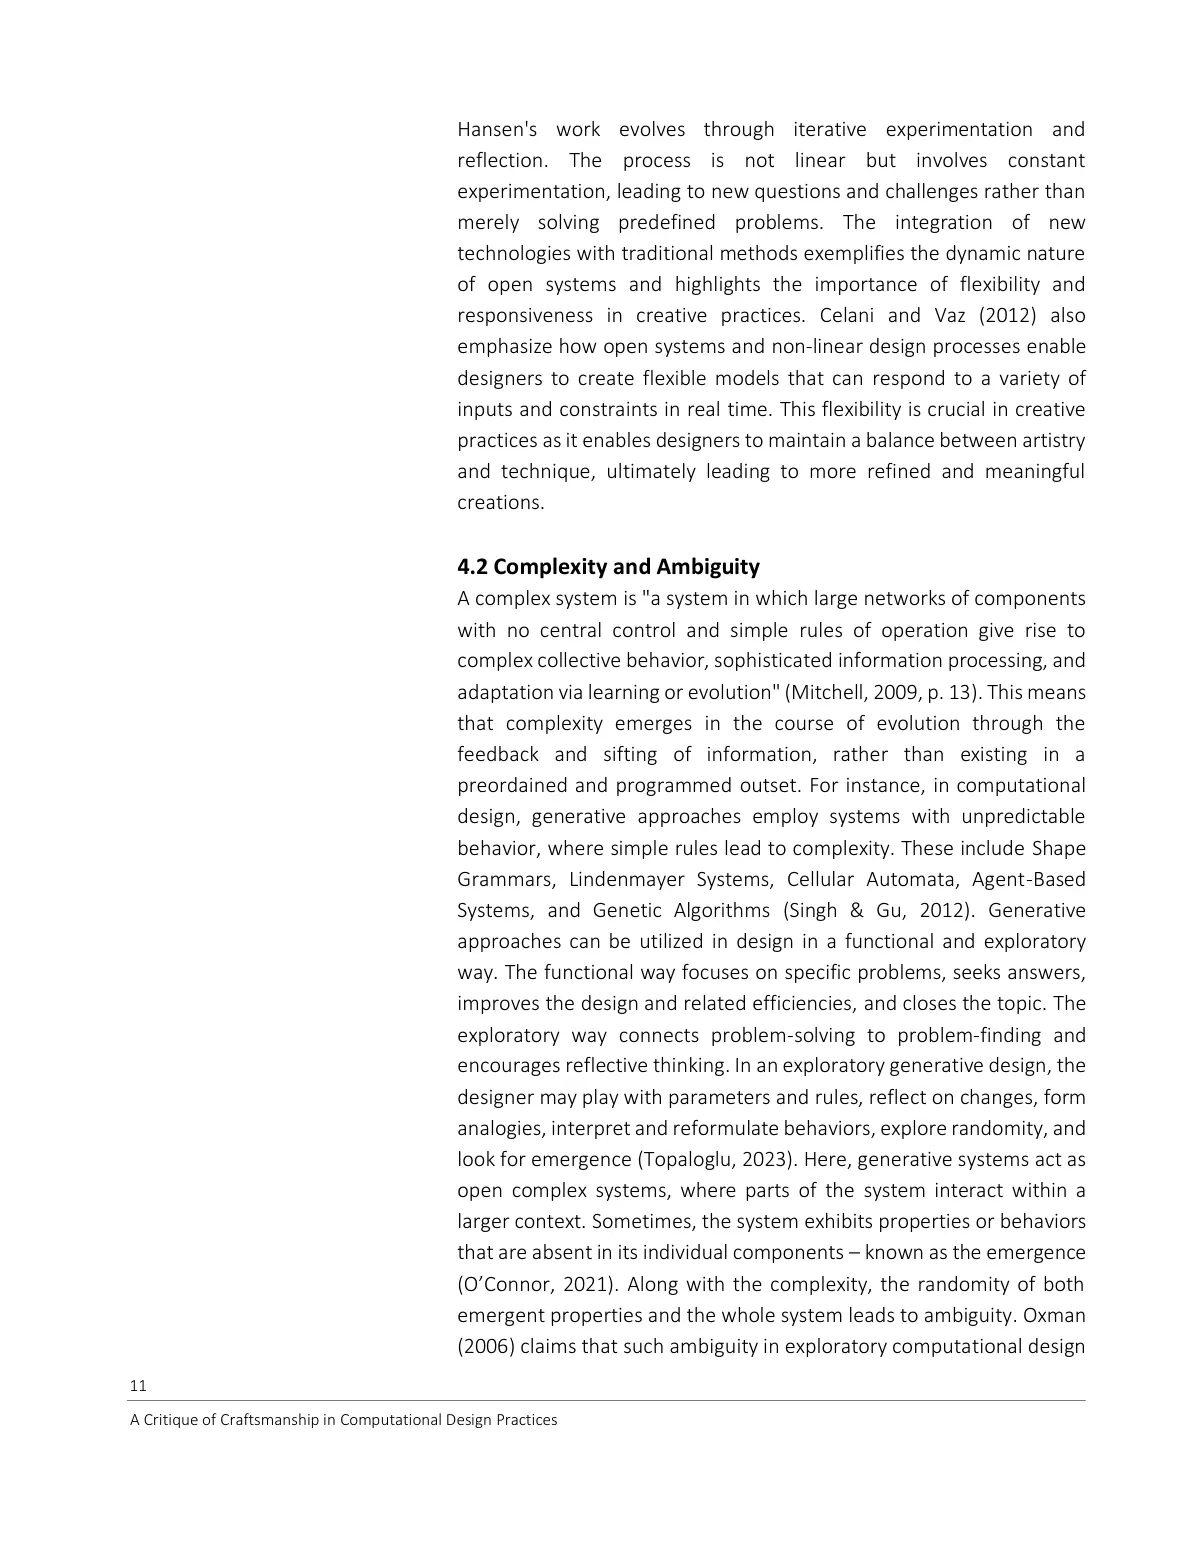 Hansen's work evolves through iterative experimentation and
reflection. The process is not linear but involves constant
experimentation, leading to new questions and challenges rather than
merely solving predefined problems. The integration of new
technologies with traditional methods exemplifies the dynamic nature
of open systems and highlights the importance of flexibility and
responsiveness in creative practices. Celani and Vaz (2012) also
emphasize how open systems and non-linear design processes enable
designers to create flexible models that can respond to a variety of
inputs and constraints in real time. This flexibility is crucial in creative
practices as it enables designers to maintain a balance between artistry
and technique, ultimately leading to more refined and meaningful
creations.
4.2 Complexity and Ambiguity
A complex system is "a system in which large networks of components
with no central control and simple rules of operation give rise to
complex collective behavior, sophisticated information processing, and
adaptation via learning or evolution" (Mitchell, 2009, p. 13). This means
that complexity emerges in the course of evolution through the
feedback and sifting of information, rather than existing in a
preordained and programmed outset. For instance, in computational
design, generative approaches employ systems with unpredictable
behavior, where simple rules lead to complexity. These include Shape
Grammars, Lindenmayer Systems, Cellular Automata, Agent-Based
Systems, and Genetic Algorithms (Singh & Gu, 2012). Generative
approaches can be utilized in design in a functional and exploratory
way. The functional way focuses on specific problems, seeks answers,
improves the design and related efficiencies, and closes the topic. The
exploratory way connects problem-solving to problem-finding and
encourages reflective thinking. In an exploratory generative design, the
designer may play with parameters and rules, reflect on changes, form
analogies, interpret and reformulate behaviors, explore randomity, and
look for emergence (Topaloglu, 2023). Here, generative systems act as
open complex systems, where parts of the system interact within a
larger context. Sometimes, the system exhibits properties or behaviors
that are absent in its individual components – known as the emergence
(O’Connor, 2021). Along with the complexity, the randomity of both
emergent properties and the whole system leads to ambiguity. Oxman
(2006) claims that such ambiguity in exploratory computational design
11
A Critique of Craftsmanship in Computational Design Practices